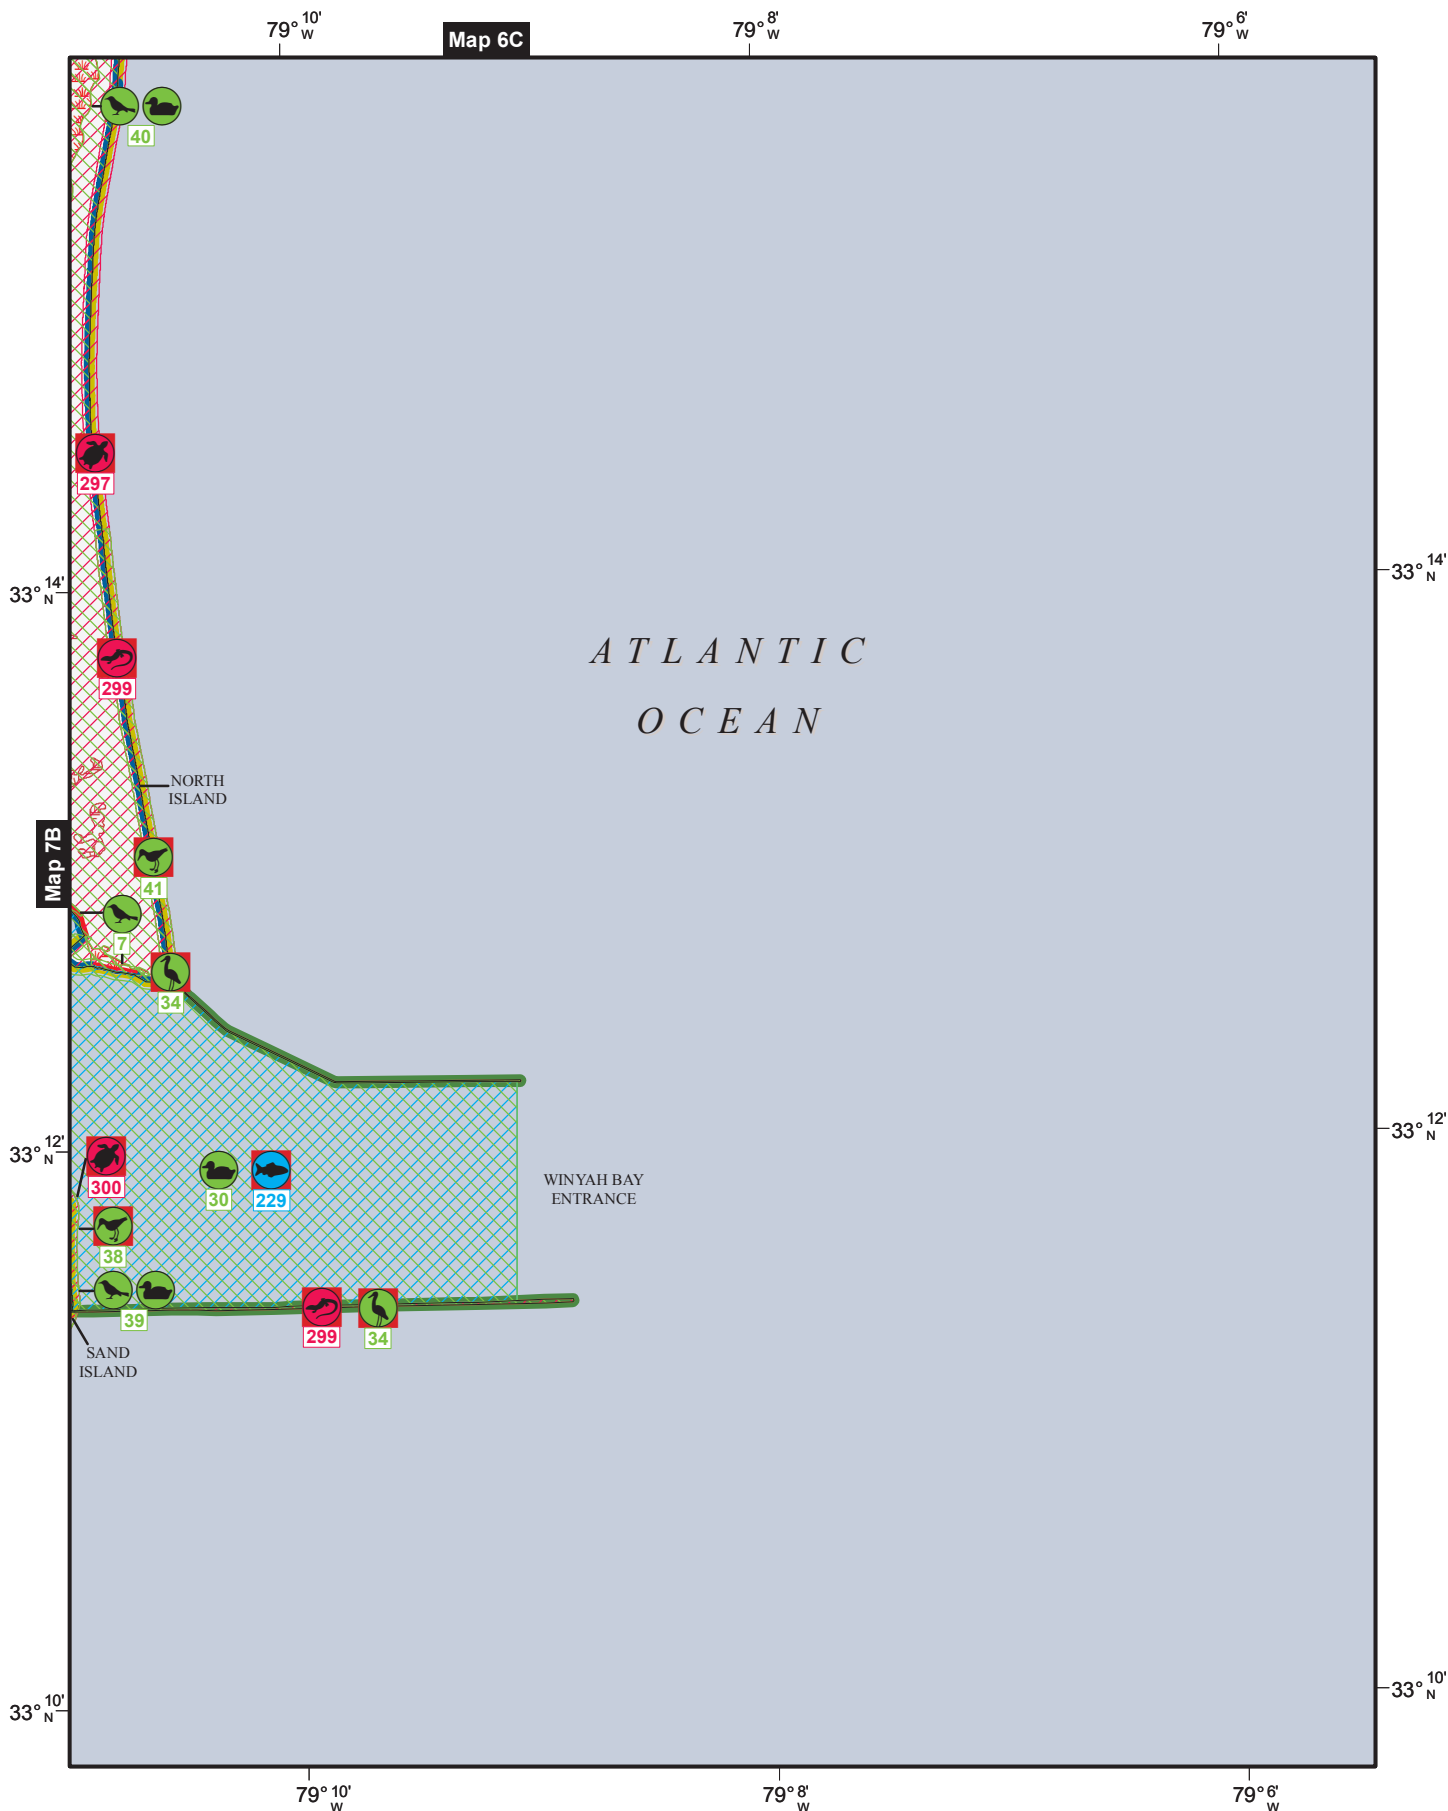 79° 10' W
Map 6C
79° 8' W
79° 6' W
40
297
33° 14' N
33° 14' N
ATLANTIC
OCEAN
299
NORTH
ISLAND
Map 7B
41
7
34
33° 12' N
33° 12' N
300
30
229
WINYAH BAY
ENTRANCE
38
39
299
34
SAND
ISLAND
33° 10' N
33° 10' N
79° 10' W
79° 8' W
79° 6' W